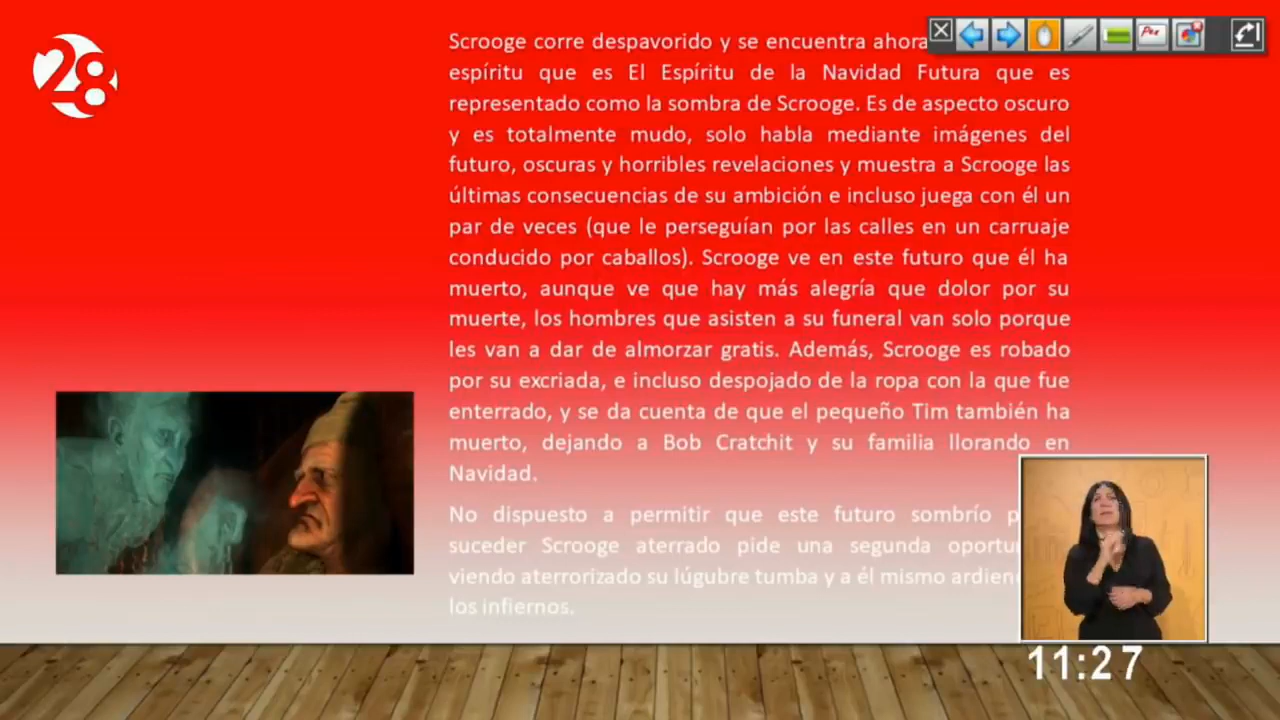 28
Scrooge corre despavorido y se encuentra ahora
espíritu que es El Espíritu de la Navidad Futura que es
representado como la sombra de Scrooge. Es de aspecto oscuro
y es totalmente mudo, solo habla mediante imágenes del
futuro, oscuras y horribles revelaciones y muestra a Scrooge las
últimas consecuencias de su ambición e incluso juega con él un
par de veces (que le perseguían por las calles en un carruaje
conducido por caballos). Scrooge ve en este futuro que él ha
muerto, aunque ve que hay más alegría que dolor por su
muerte, los hombres que asisten a su funeral van solo porque
les van a dar de almorzar gratis. Además, Scrooge es robado
por su excriada, e incluso despojado de la ropa con la que fue
enterrado, y se da cuenta de que el pequeño Tim también ha
muerto, dejando a Bob Cratchit y su familia llorando en
Navidad.
No dispuesto a permitir que este futuro sombrío
suceder Scrooge aterrado pide una segunda
viendo aterrorizado su lúgubre tumba y a él mismo
los infiernos.
11:27